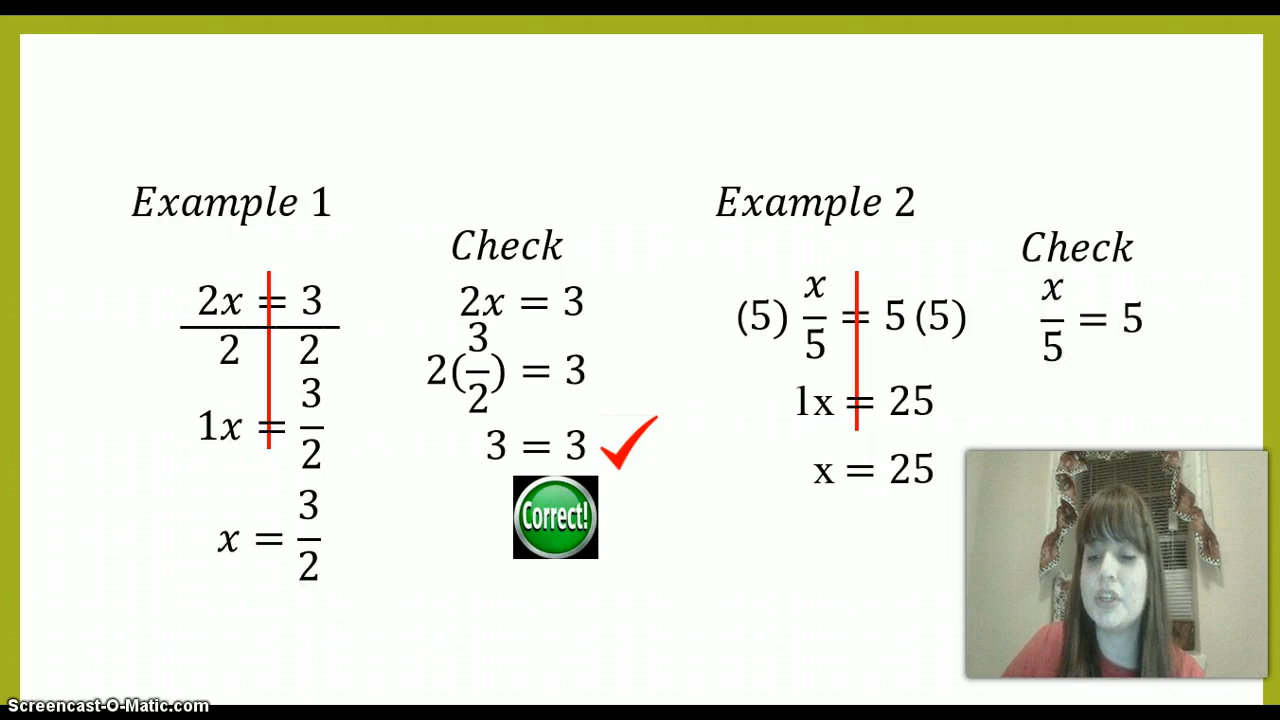 Example 1
2x = 3
2 2
1x = 3/2
x = 3/2
Check
2x = 3
2(3/2) = 3
3 = 3
Correct!
Example 2
(5) x/5 = 5 (5)
1x = 25
x = 25
Check
x/5 = 5
Screencast-O-Matic.com